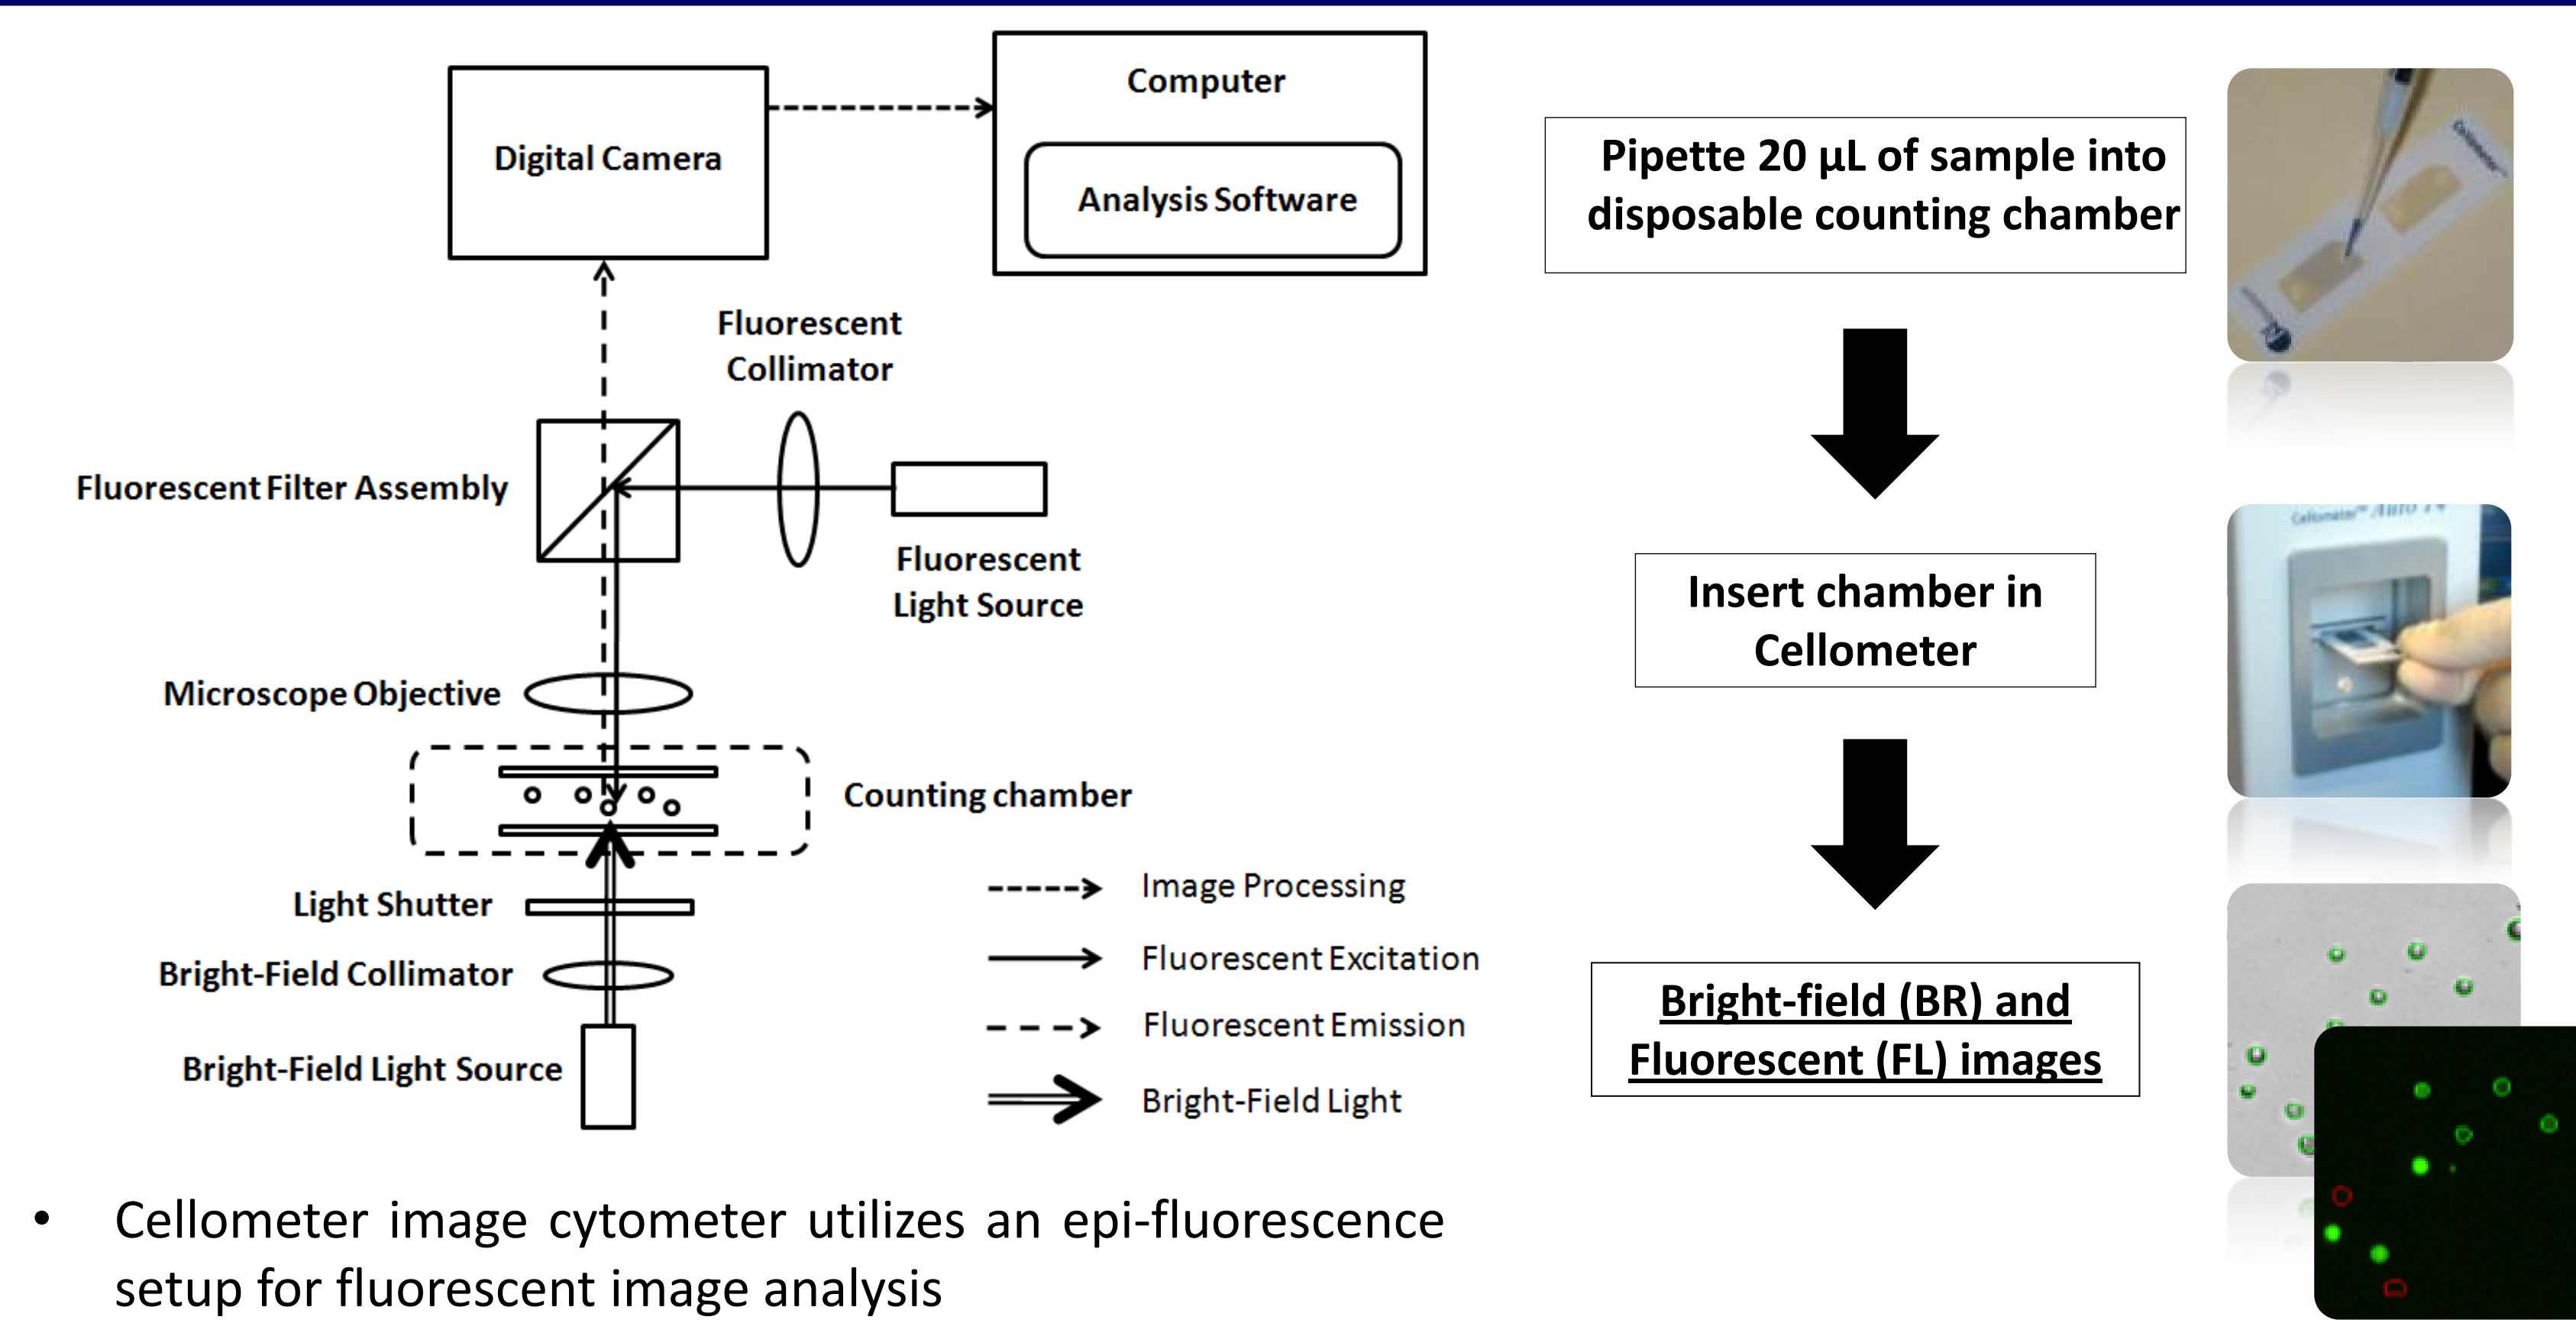 Computer
Digital Camera
Analysis Software
Fluorescent
Collimator
Fluorescent Filter Assembly
Fluorescent
Light Source
Microscope Objective
Counting chamber
Light Shutter
Bright-Field Collimator
Bright-Field Light Source
Image Processing
Fluorescent Excitation
Fluorescent Emission
Bright-Field Light
• Cellometer image cytometer utilizes an epi-fluorescence
setup for fluorescent image analysis
Pipette 20 µL of sample into
disposable counting chamber
Insert chamber in
Cellometer
Bright-field (BR) and
Fluorescent (FL) images
Cellometer™ Auto